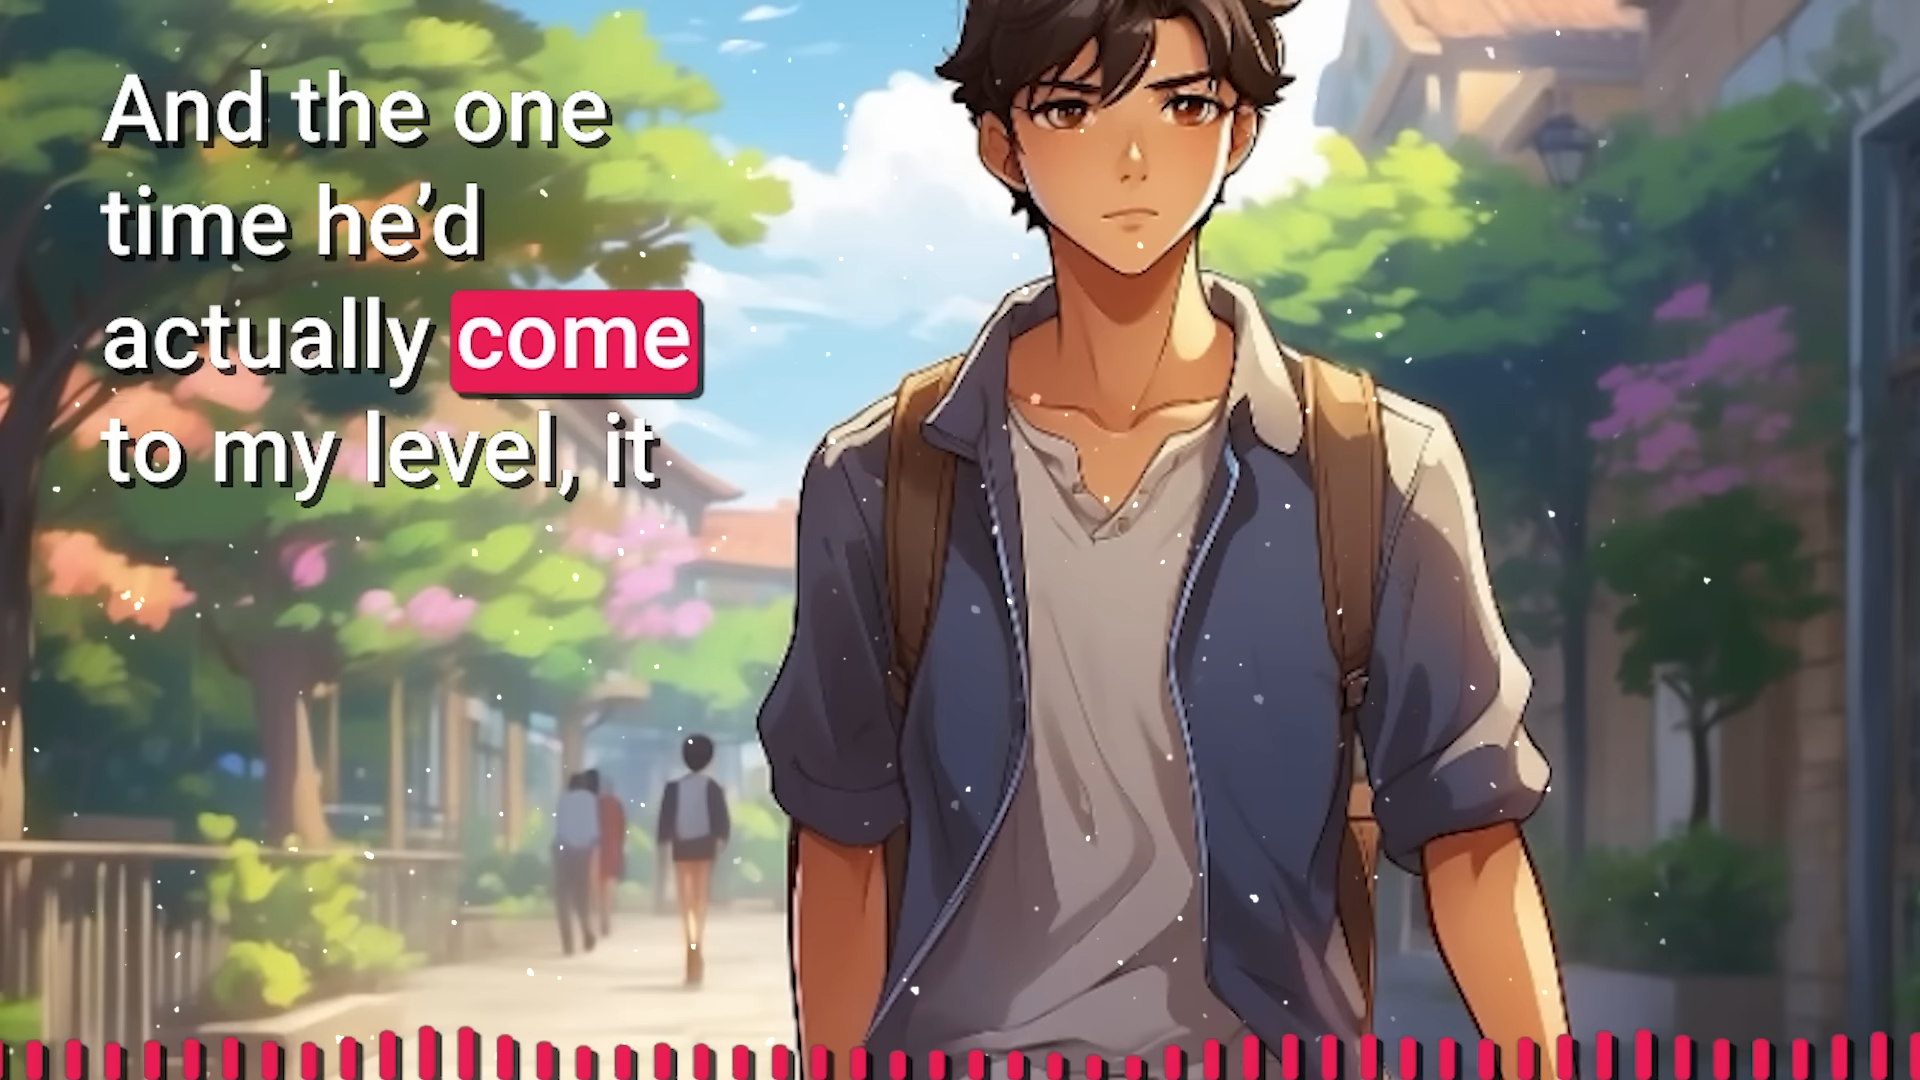 And the one
time he’d
actually come
to my level, it